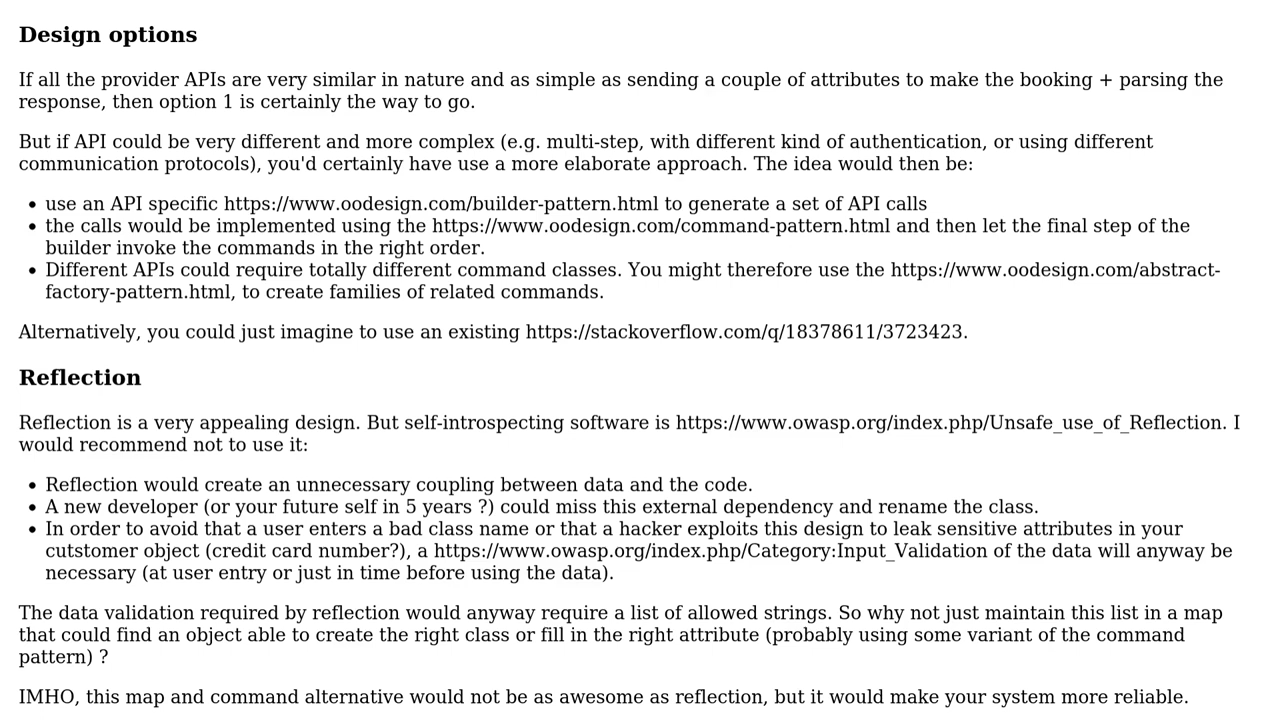 Design options
If all the provider APIs are very similar in nature and as simple as sending a couple of attributes to make the booking + parsing the
response, then option 1 is certainly the way to go.
But if API could be very different and more complex (e.g. multi-step, with different kind of authentication, or using different
communication protocols), you'd certainly have use a more elaborate approach. The idea would then be:
• use an API specific https://www.oodesign.com/builder-pattern.html to generate a set of API calls
• the calls would be implemented using the https://www.oodesign.com/command-pattern.html and then let the final step of the
builder invoke the commands in the right order.
• Different APIs could require totally different command classes. You might therefore use the https://www.oodesign.com/abstract-
factory-pattern.html, to create families of related commands.
Alternatively, you could just imagine to use an existing https://stackoverflow.com/q/18378611/3723423.
Reflection
Reflection is a very appealing design. But self-introspecting software is https://www.owasp.org/index.php/Unsafe_use_of_Reflection. I
would recommend not to use it:
• Reflection would create an unnecessary coupling between data and the code.
• A new developer (or your future self in 5 years ?) could miss this external dependency and rename the class.
• In order to avoid that a user enters a bad class name or that a hacker exploits this design to leak sensitive attributes in your
cutstomer object (credit card number?), a https://www.owasp.org/index.php/Category:Input_Validation of the data will anyway be
necessary (at user entry or just in time before using the data).
The data validation required by reflection would anyway require a list of allowed strings. So why not just maintain this list in a map
that could find an object able to create the right class or fill in the right attribute (probably using some variant of the command
pattern) ?
IMHO, this map and command alternative would not be as awesome as reflection, but it would make your system more reliable.